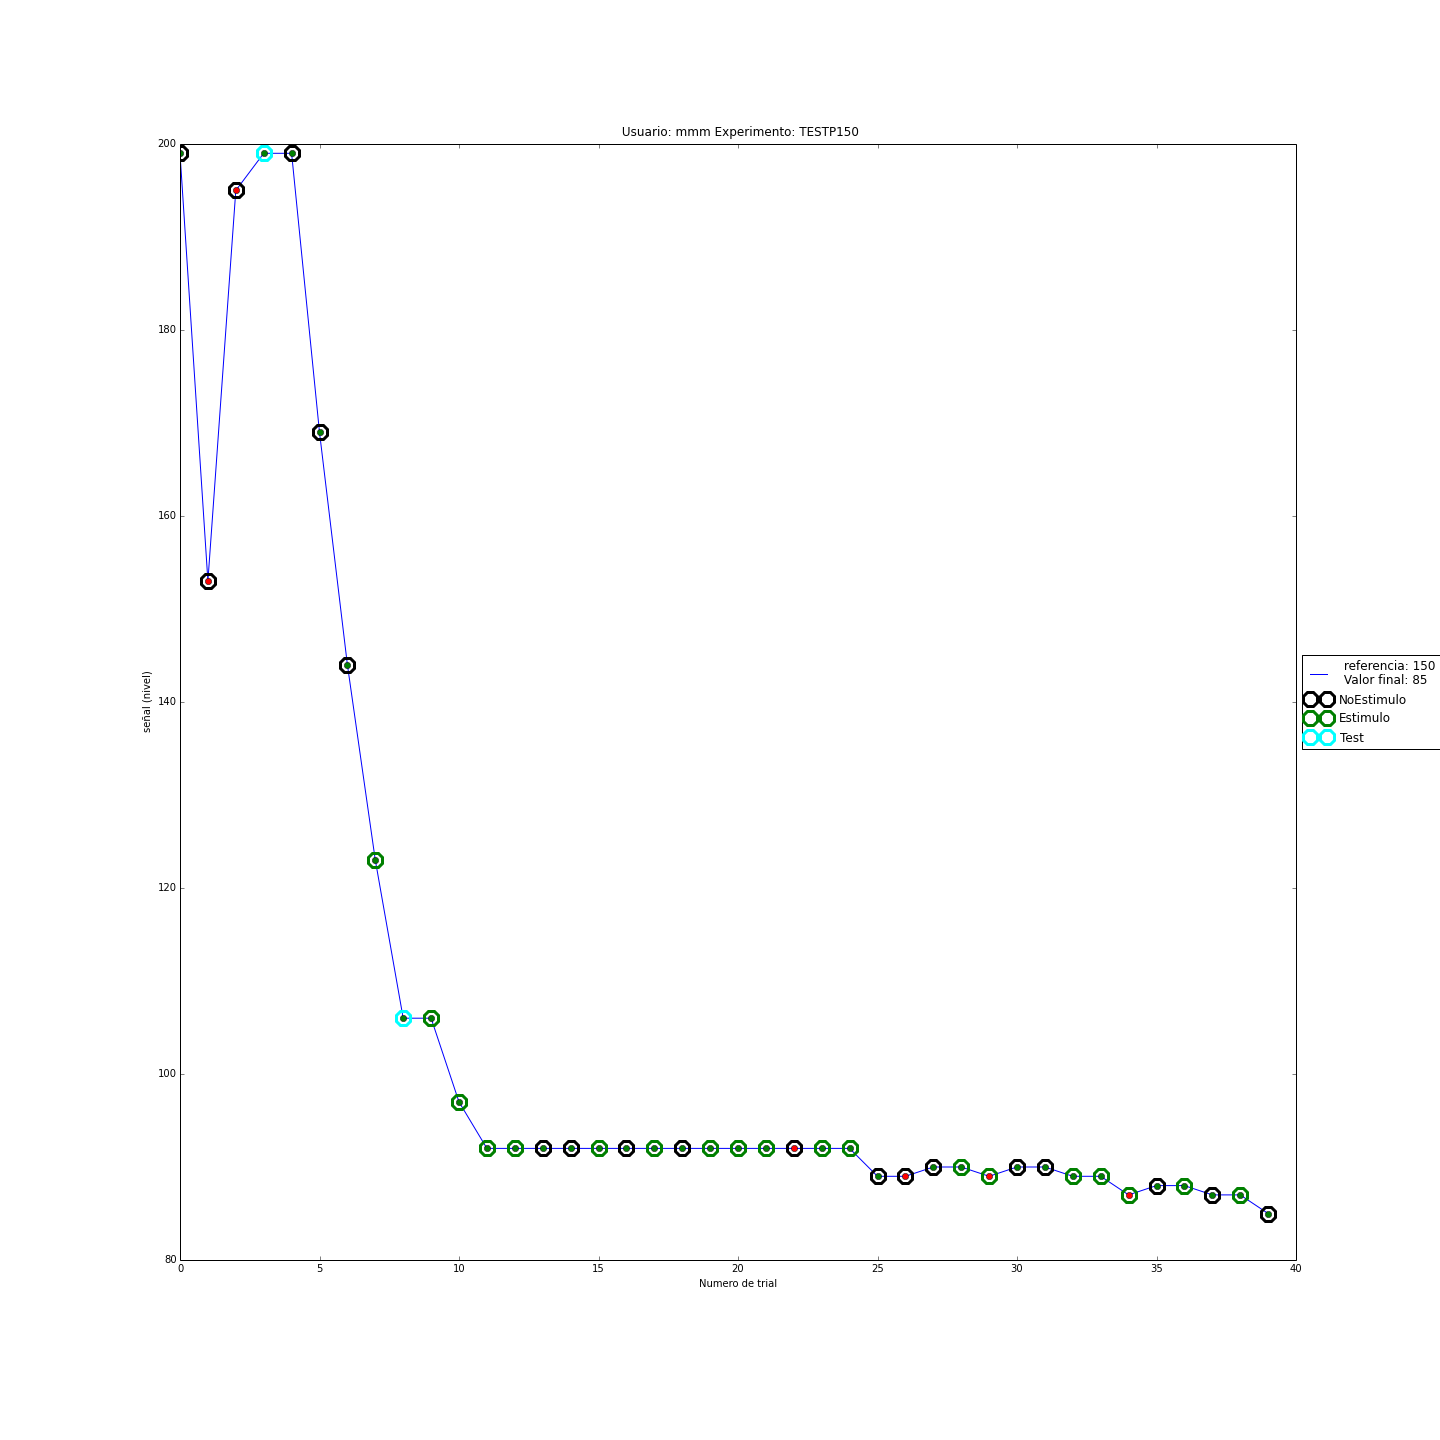 Usuario: mmm Experimento: TESTP150
200
180
160
140
120
100
80
señal (nivel)
0 5 10 15 20 25 30 35 40
Numero de trial
referencia: 150
Valor final: 85
NoEstimulo
Estimulo
Test